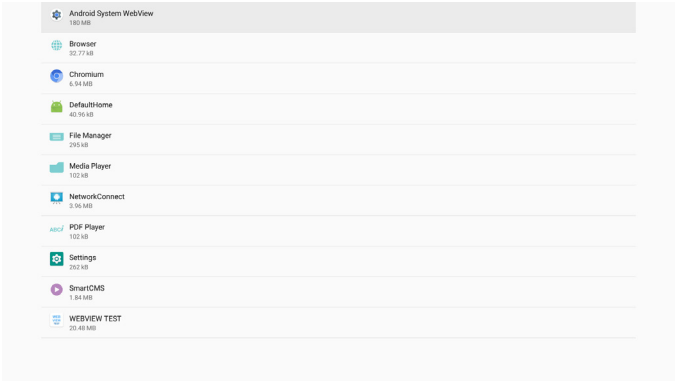 Android System WebView
180 MB
Browser
32.77 kB
Chromium
6.94 MB
DefaultHome
40.96 kB
File Manager
295 kB
Media Player
102 kB
NetworkConnect
3.96 MB
PDF Player
102 kB
Settings
262 kB
SmartCMS
1.84 MB
WEBVIEW TEST
20.48 MB